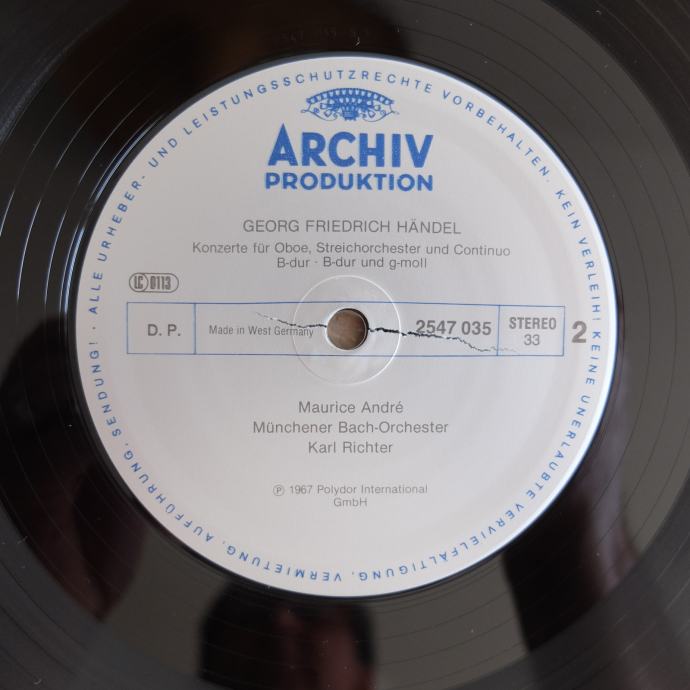 ALLE URHEBER- UND LEISTUNGSSCHUTZRECHTE VORBEHALTEN. KEIN VERLEIH! KEINE UNERLAUBTE VERVIELFÄLTIGUNG, VERMIETUNG, AUFFÜHRUNG, SENDUNG! ·
ARCHIV
PRODUKTION
GEORG FRIEDRICH HÄNDEL
Konzerte für Oboe, Streichorchester und Continuo
B-dur · B-dur und g-moll
LC 0113
D. P. Made in West Germany 2547 035 STEREO 33 2
Maurice André
Münchener Bach-Orchester
Karl Richter
℗ 1967 Polydor International
GmbH